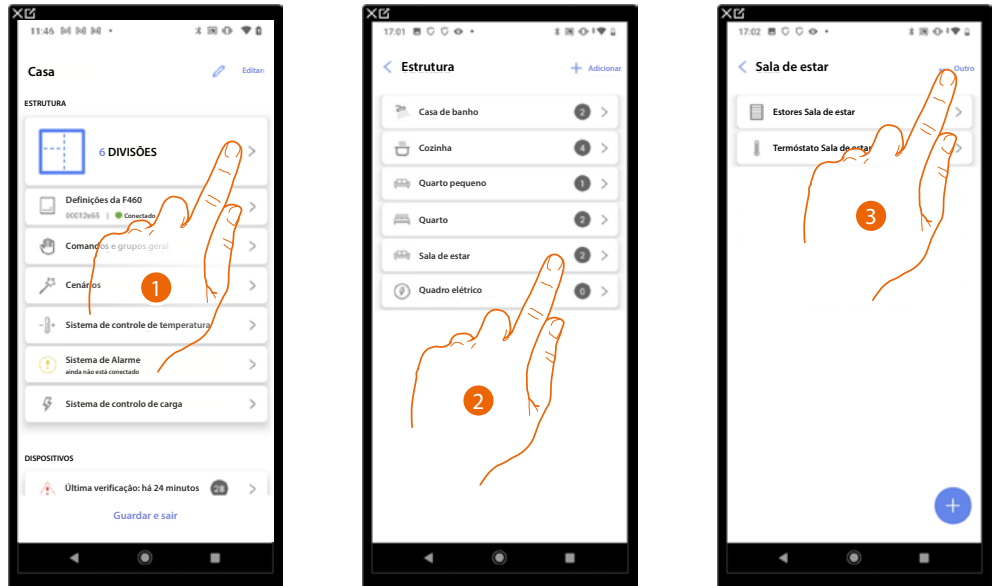 11:46
Casa
Editar
ESTRUTURA
6 DIVISÕES
Definições da F460
00012e65 | Conectado
Comandos e grupos geral
Cenários
1
Sistema de controle de temperatura
Sistema de Alarme
ainda não está conectado
Sistema de controlo de carga
DISPOSITIVOS
Última verificação: há 24 minutos 28
Guardar e sair
17:01
Estrutura
Adicionar
Casa de banho 2
Cozinha 4
Quarto pequeno 1
Quarto 2
Sala de estar 2
Quadro elétrico 0
2
17:02
Sala de estar
Outro
Estores Sala de estar
Termóstato Sala de estar
3